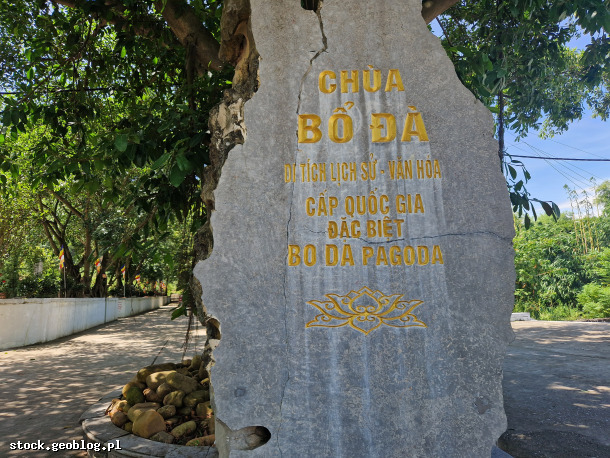 CHÙA
BỔ ĐÀ
DI TÍCH LỊCH SỬ - VĂN HOA
CẤP QUỐC GIA
ĐẶC BIỆT
BO DA PAGODA
stock.geoblog.pl